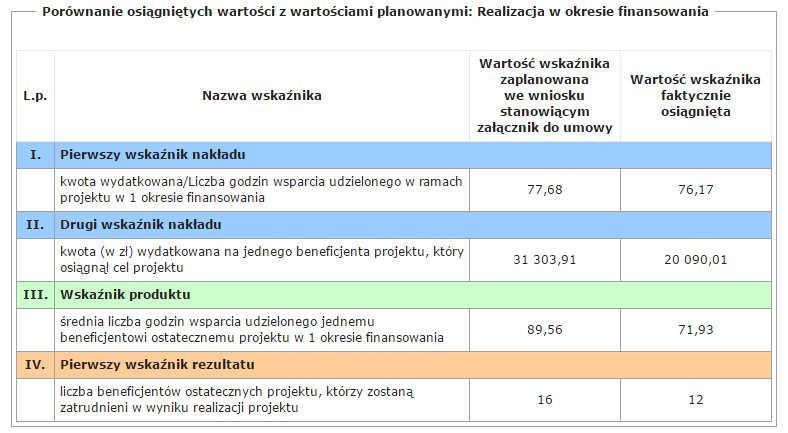 Porównanie osiągniętych wartości z wartościami planowanymi: Realizacja w okresie finansowania
L.p.
Nazwa wskaźnika
Wartość wskaźnika
zaplanowana
we wniosku
stanowiącym
załącznik do umowy
Wartość wskaźnika
faktycznie
osiągnięta
I. Pierwszy wskaźnik nakładu
kwota wydatkowana/Liczba godzin wsparcia udzielonego w ramach
projektu w 1 okresie finansowania
77,68
76,17
II. Drugi wskaźnik nakładu
kwota (w zł) wydatkowana na jednego beneficjenta projektu, który
osiągnął cel projektu
31 303,91
20 090,01
III. Wskaźnik produktu
średnia liczba godzin wsparcia udzielonego jednemu
beneficjentowi ostatecznemu projektu w 1 okresie finansowania
89,56
71,93
IV. Pierwszy wskaźnik rezultatu
liczba beneficjentów ostatecznych projektu, którzy zostaną
zatrudnieni w wyniku realizacji projektu
16
12